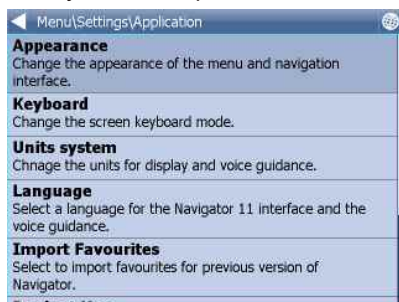 Menu\Settings\Application
Appearance
Change the appearance of the menu and navigation
interface.
Keyboard
Change the screen keyboard mode.
Units system
Chnage the units for display and voice guidance.
Language
Select a language for the Navigator 11 interface and the
voice guidance.
Import Favourites
Select to import favourites for previous version of
Navigator.